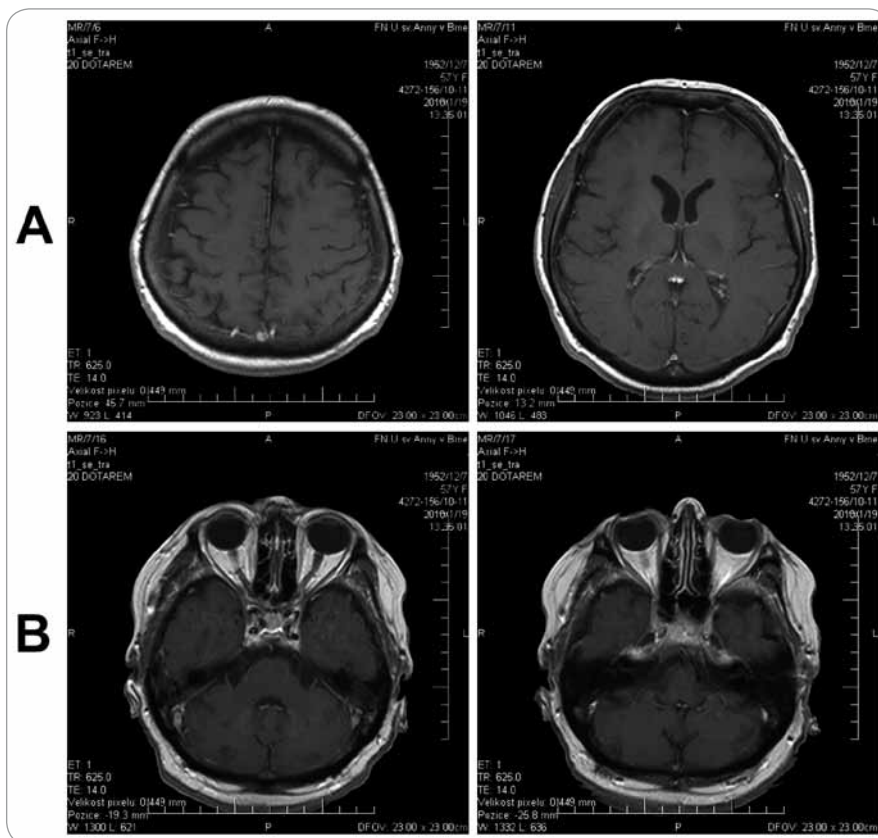 A
MR/7/6
Axial F->H
t1_se_tra
20 DOTAREM
A
FN U sv.Anny v Brne
1952/12/7
57Y F
4272-156/10-11
2010/1/19
13:35:01
R
L
ET: 1
TR: 625.0
TE: 14.0
Velikost pixelu: 0.449 mm
Pozice: 45.7 mm
W: 923 L: 414
P
DFOV: 23.00 x 23.00cm
MR/7/11
Axial F->H
t1_se_tra
20 DOTAREM
A
FN U sv.Anny v Brne
1952/12/7
57Y F
4272-156/10-11
2010/1/19
13:35:01
R
L
ET: 1
TR: 625.0
TE: 14.0
Velikost pixelu: 0.449 mm
Pozice: 13.2 mm
W: 1046 L: 483
P
DFOV: 23.00 x 23.00cm
B
MR/7/16
Axial F->H
t1_se_tra
20 DOTAREM
A
FN U sv.Anny v Brne
1952/12/7
57Y F
4272-156/10-11
2010/1/19
13:35:01
R
L
ET: 1
TR: 625.0
TE: 14.0
Velikost pixelu: 0.449 mm
Pozice: -19.3 mm
W: 1300 L: 621
P
DFOV: 23.00 x 23.00cm
MR/7/17
Axial F->H
t1_se_tra
20 DOTAREM
A
FN U sv.Anny v Brne
1952/12/7
57Y F
4272-156/10-11
2010/1/19
13:35:01
R
L
ET: 1
TR: 625.0
TE: 14.0
Velikost pixelu: 0.449 mm
Pozice: -25.8 mm
W: 1332 L: 636
P
DFOV: 23.00 x 23.00cm